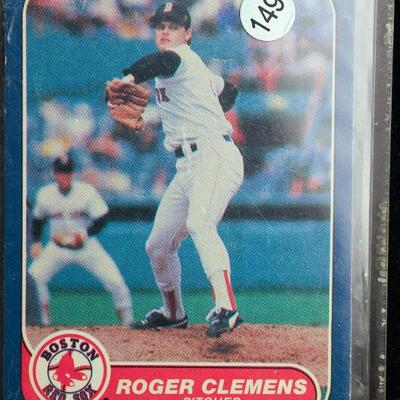 149
B
BOSTON
RED SOX
ROGER CLEMENS
PITCHER